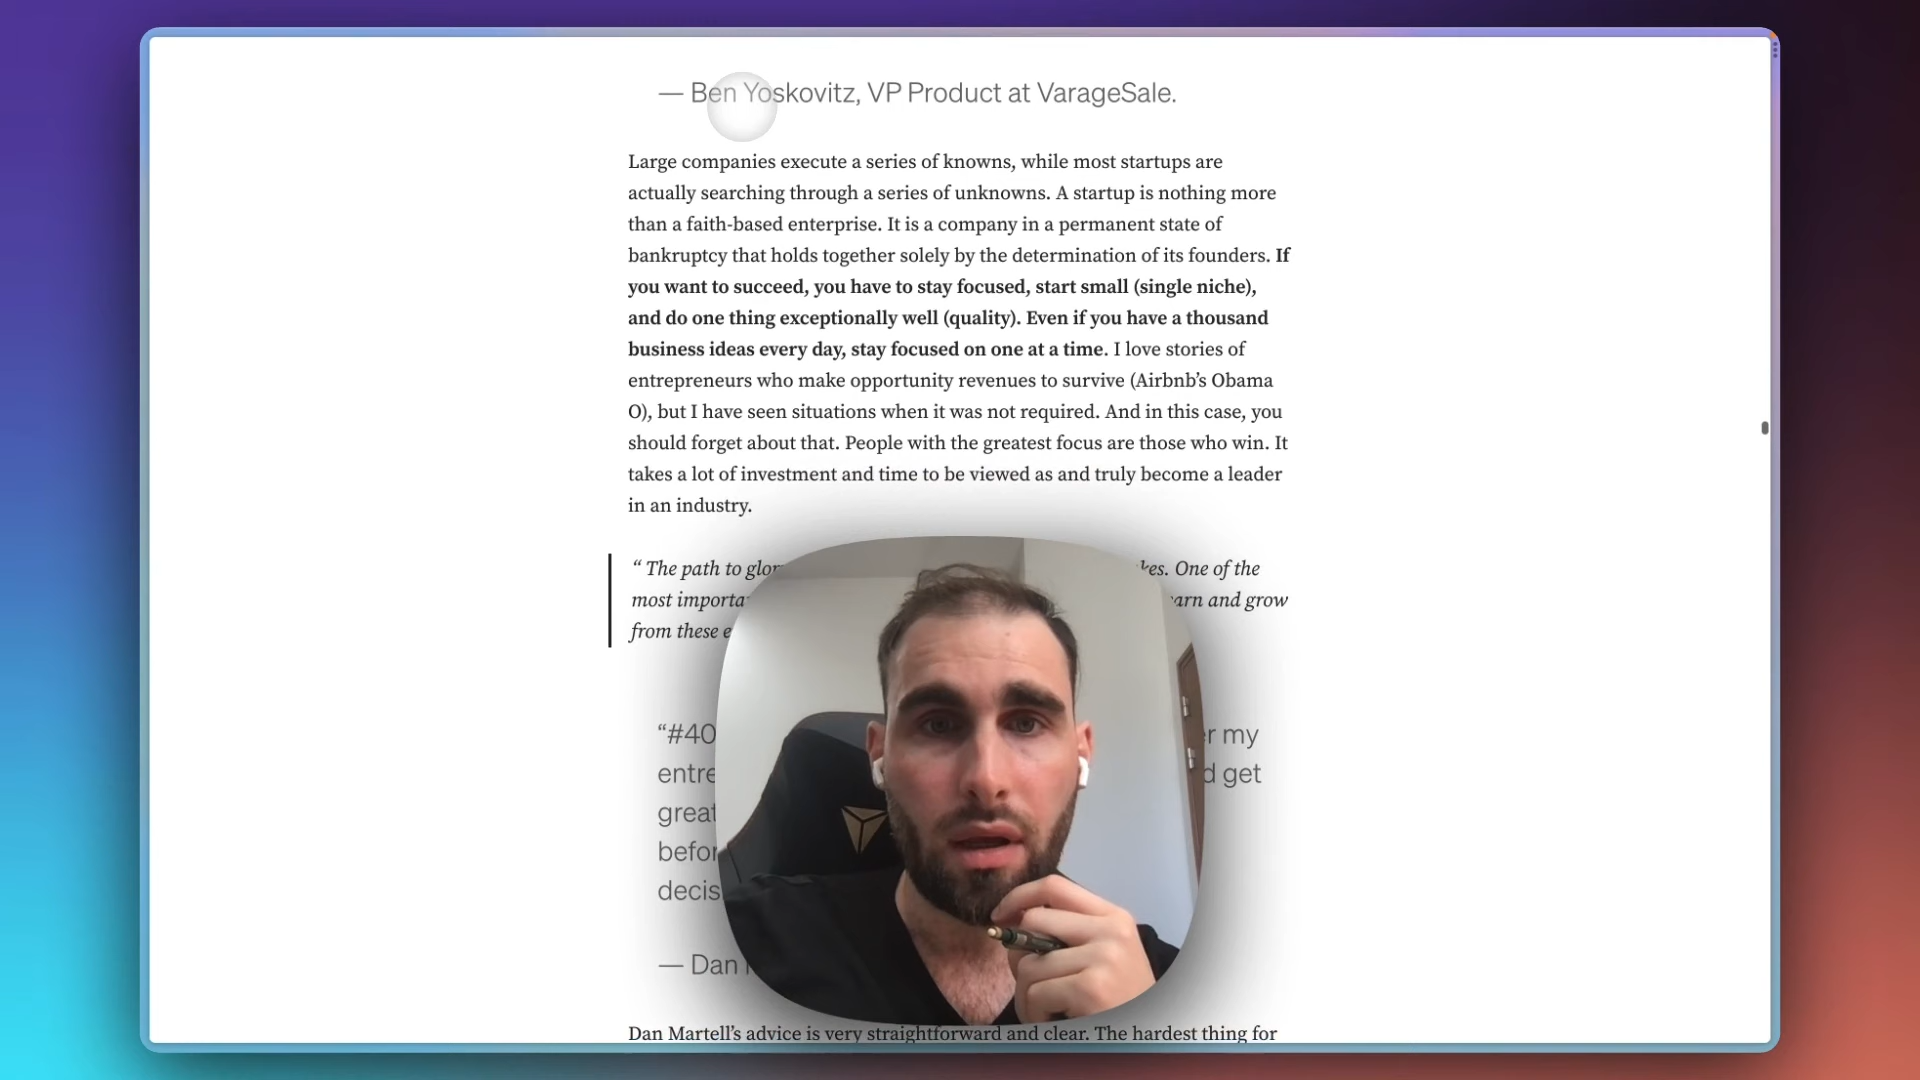 — Ben Yoskovitz, VP Product at VarageSale.
Large companies execute a series of knowns, while most startups are
actually searching through a series of unknowns. A startup is nothing more
than a faith-based enterprise. It is a company in a permanent state of
bankruptcy that holds together solely by the determination of its founders. If
you want to succeed, you have to stay focused, start small (single niche),
and do one thing exceptionally well (quality). Even if you have a thousand
business ideas every day, stay focused on one at a time. I love stories of
entrepreneurs who make opportunity revenues to survive (Airbnb’s Obama
O), but I have seen situations when it was not required. And in this case, you
should forget about that. People with the greatest focus are those who win. It
takes a lot of investment and time to be viewed as and truly become a leader
in an industry.
“ The path to One of the
most and grow
from these
“#40 my
get
— Dan
Dan Martell’s advice is very straightforward and clear. The hardest thing for